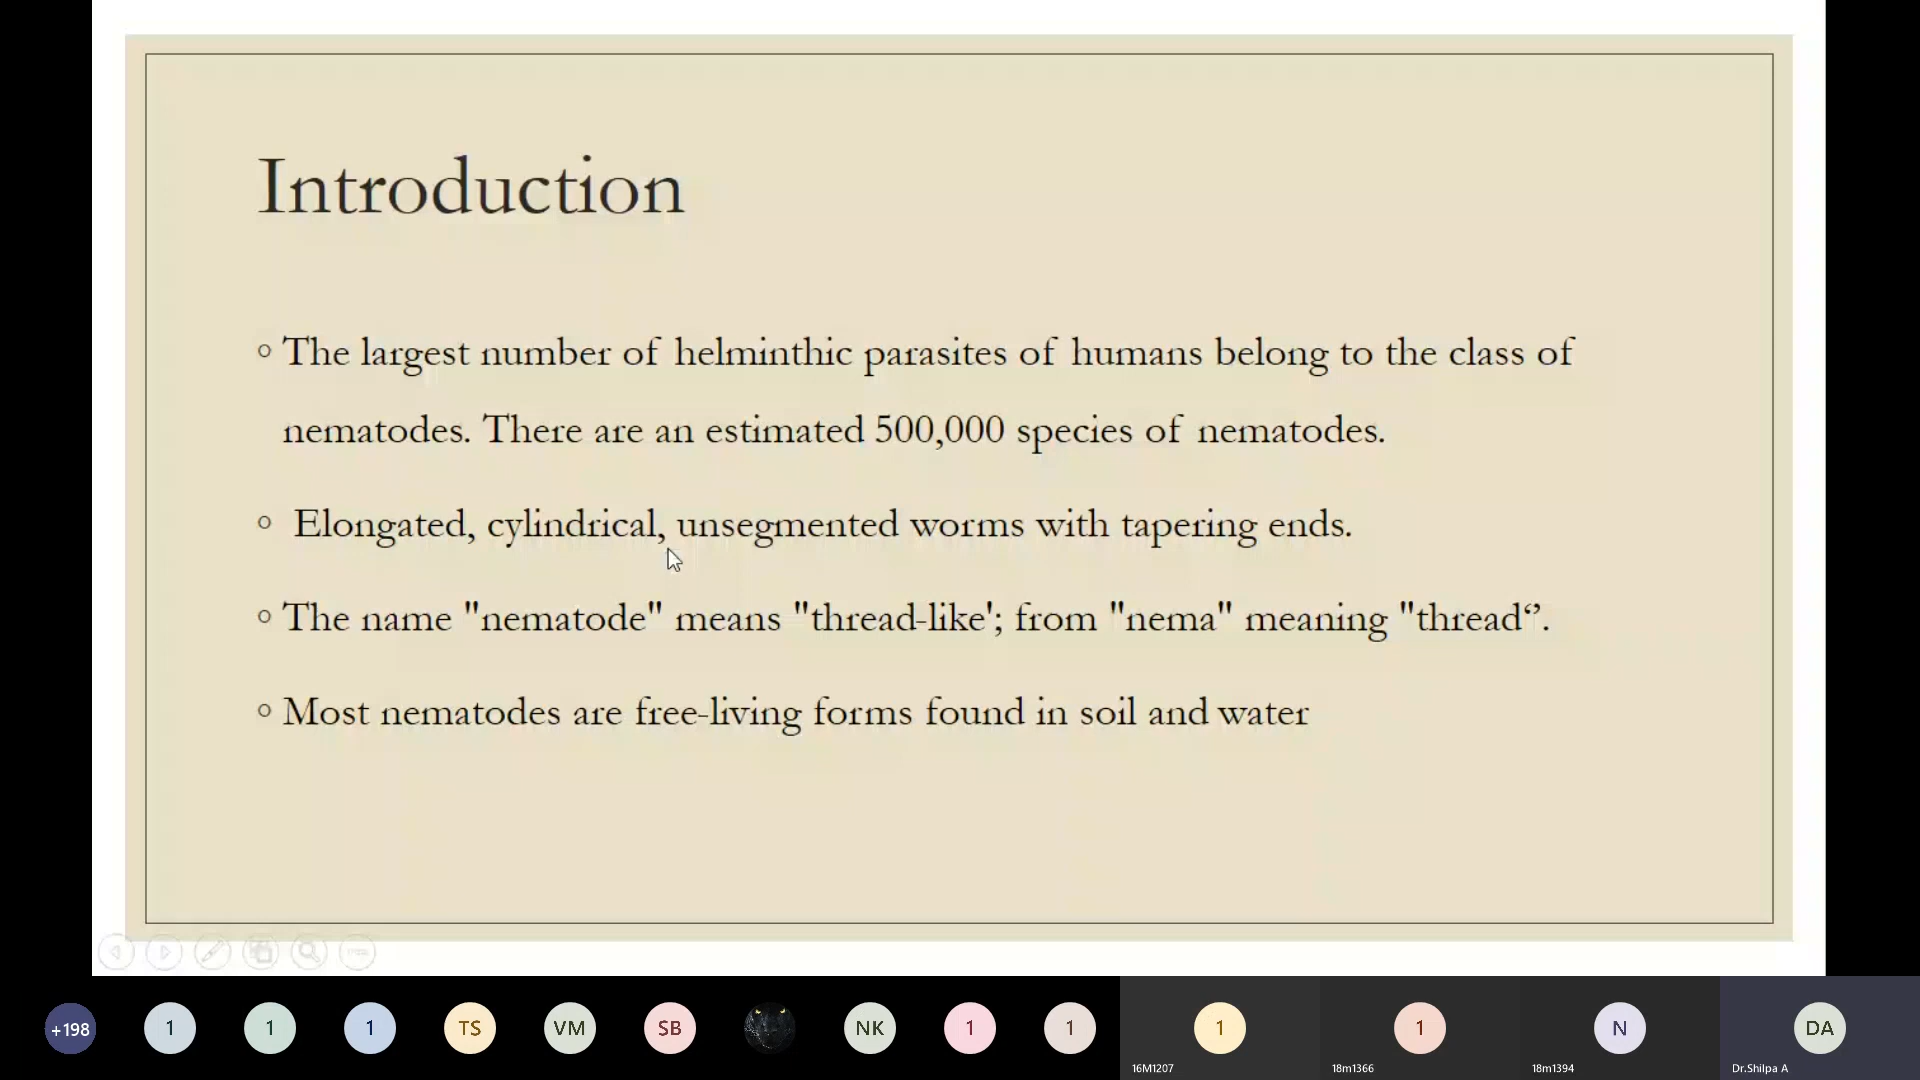 Introduction
The largest number of helminthic parasites of humans belong to the class of
nematodes. There are an estimated 500,000 species of nematodes.
Elongated, cylindrical, unsegmented worms with tapering ends.
The name "nematode" means "thread-like'; from "nema" meaning "thread‘’.
Most nematodes are free-living forms found in soil and water
+198
1
1
1
TS
VM
SB
NK
1
1
1
1
N
DA
16M1207
18m1366
18m1394
Dr.Shilpa A